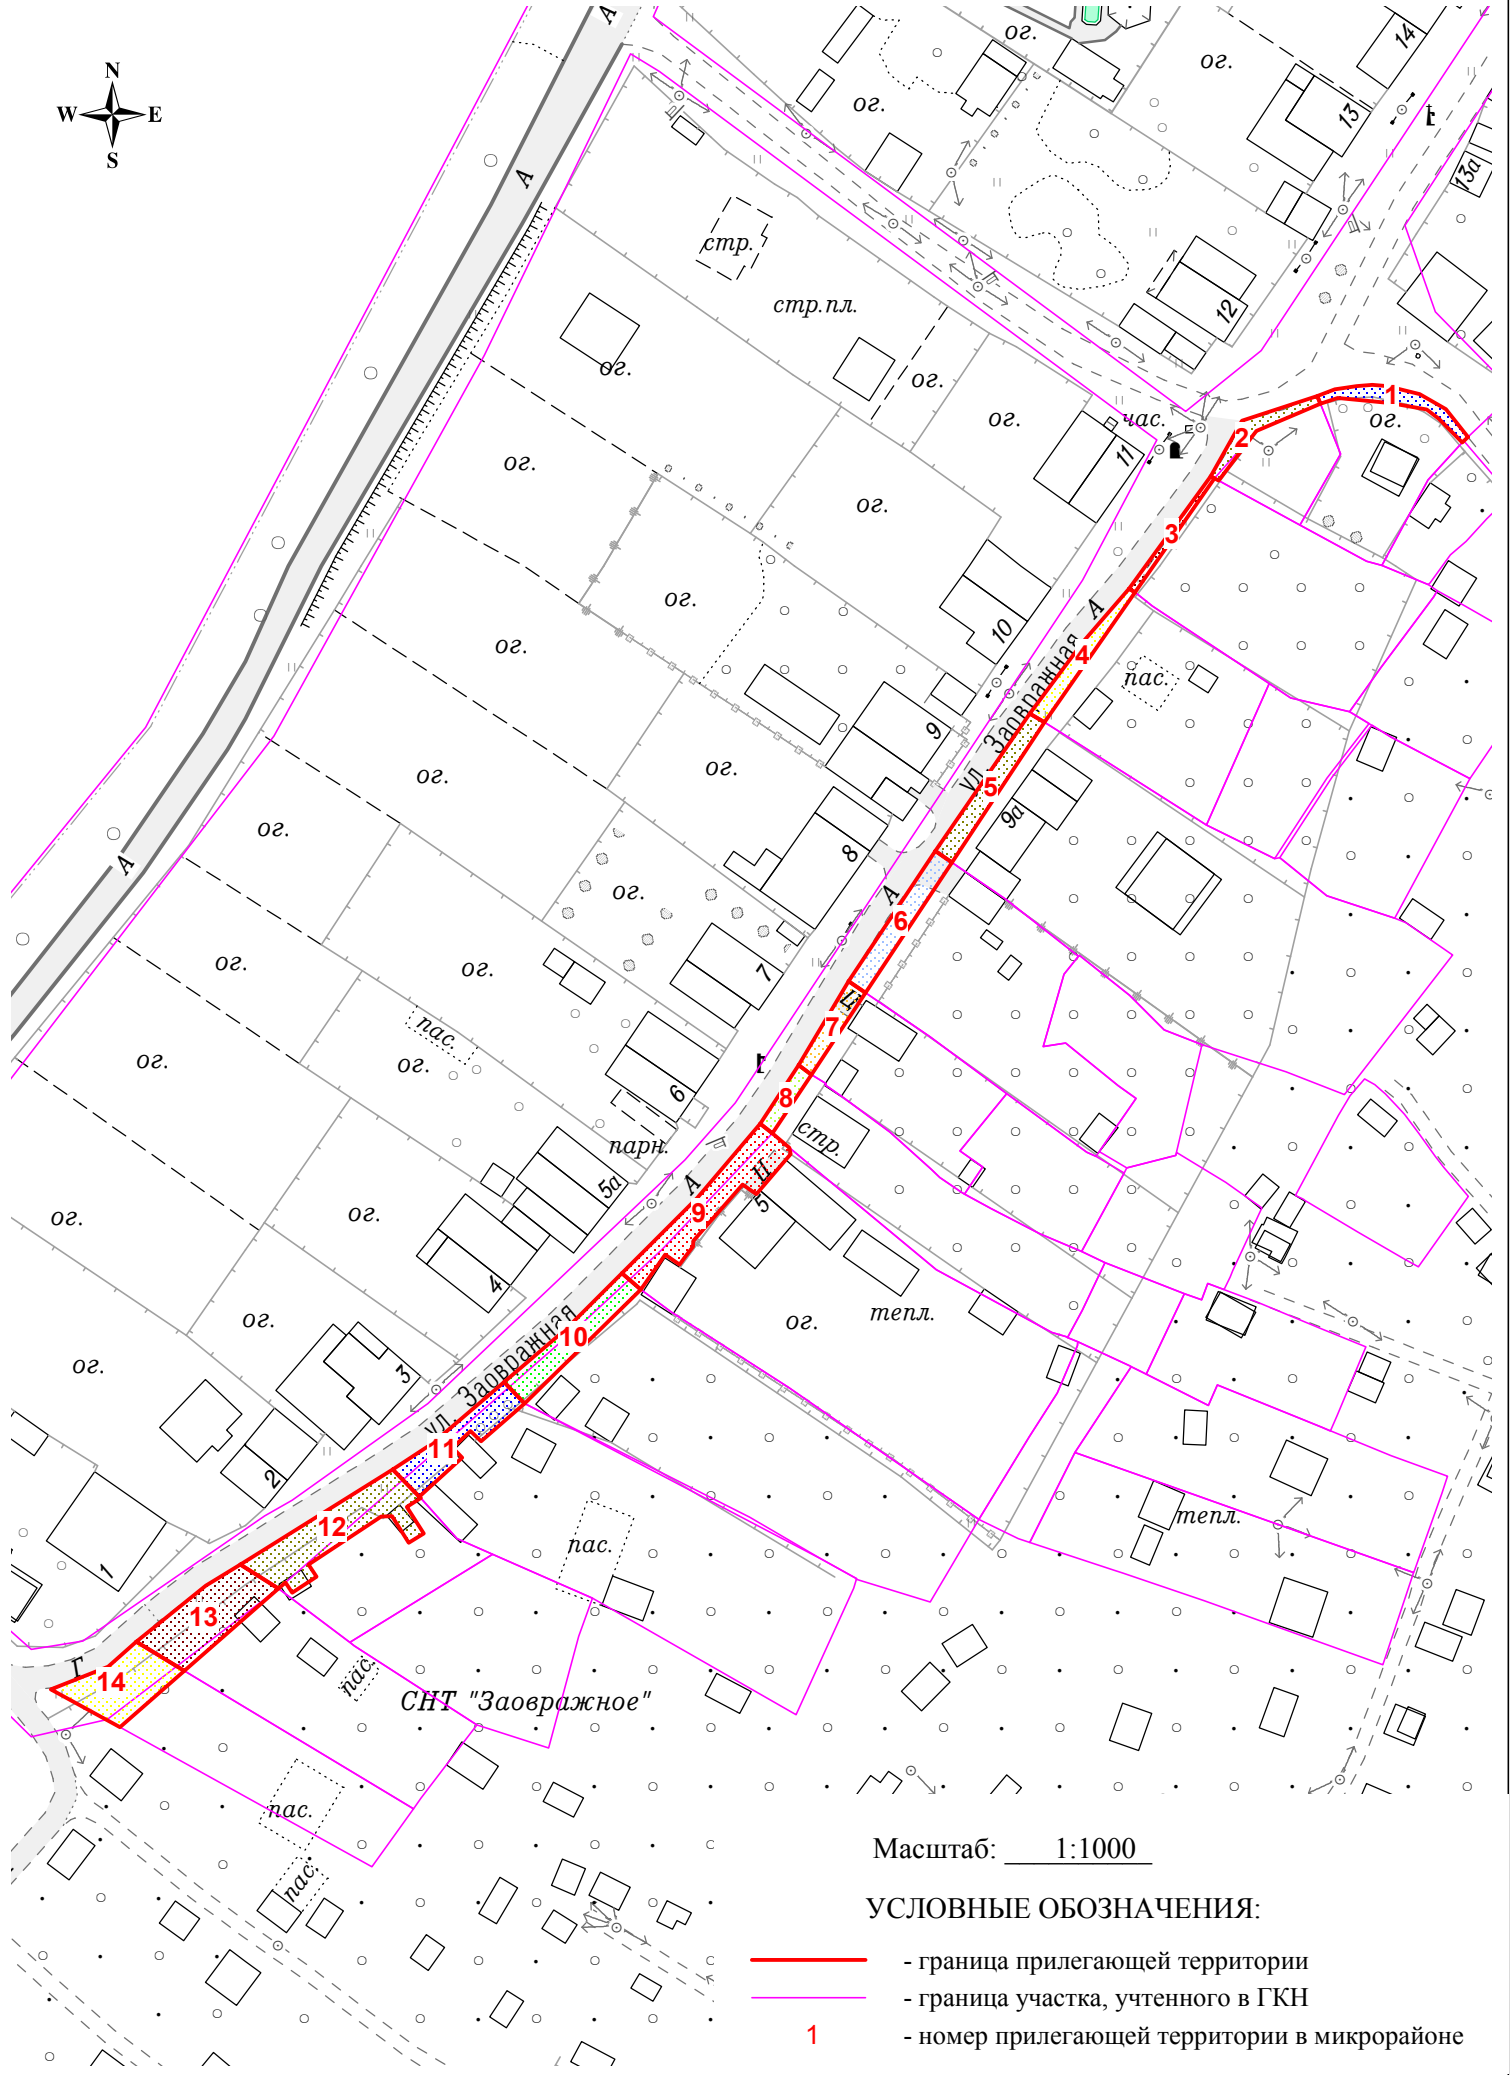 N
W E
S
А
А
А
ог.
ог.
ог.
14
13
13а
12
стр.
стр.пл.
ог.
ог.
ог.
час.
11
1
ог.
2
3
ог.
ог.
ог.
ог.
10
А
4
пас.
ул. Заовражная
9
5
9а
ог.
ог.
ог.
8
ог.
А
6
ог.
ог.
7
Ц
7
пас.
ог.
ог.
6
8
стр.
парн.
А
Ц
5а
9
5
ог.
ог.
4
тепл.
ог.
ог.
ог.
10
3
ул. Заовражная
11
2
12
тепл.
пас.
1
13
Г
14
пас.
СНТ "Заовражное"
пас.
пас.
Масштаб: 1:1000
УСЛОВНЫЕ ОБОЗНАЧЕНИЯ:
- граница прилегающей территории
- граница участка, учтенного в ГКН
1 - номер прилегающей территории в микрорайоне